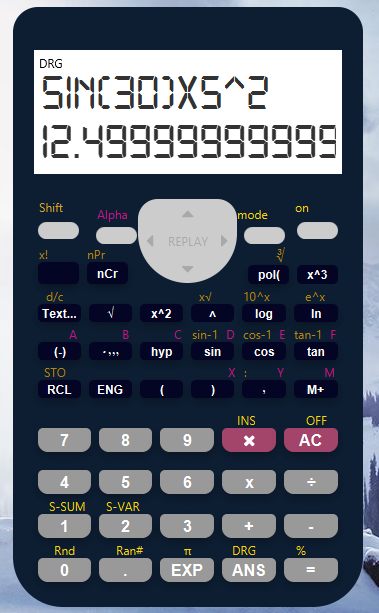 DRG
SIN(30)X5^2
12.49999999999
Shift Alpha mode on
x! nPr ∛
nCr pol( x^3
d/c x√ 10^x e^x
Text... √ x^2 ^ log ln
A B C sin-1 D cos-1 E tan-1 F
(-) · , , , hyp sin cos tan
STO X : Y M
RCL ENG ( ) , M+
REPLAY
INS OFF
7 8 9 ✖ AC
4 5 6 x ÷
S-SUM S-VAR
1 2 3 + -
Rnd Ran# π DRG %
0 . EXP ANS =